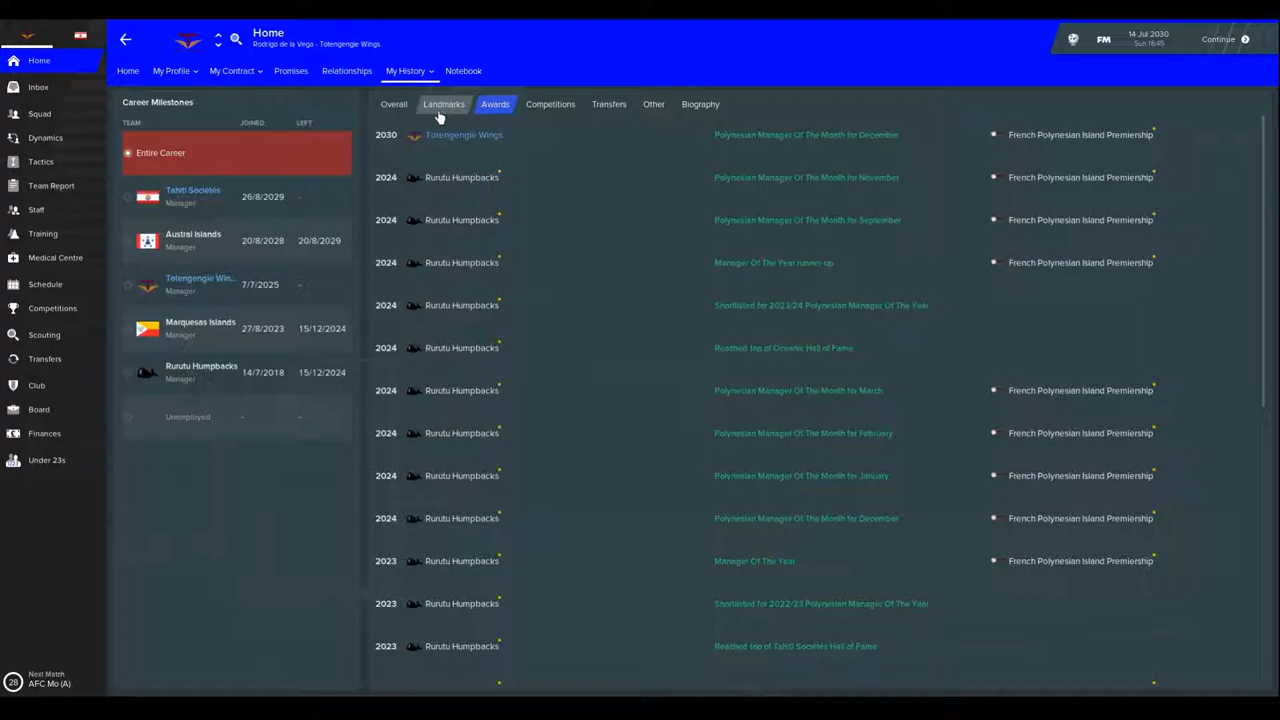 Home
Rodrigo de la Vega - Totengengie Wings
FM
14 Jul 2030
Sun 16:45
Continue
Home
Inbox
Squad
Dynamics
Tactics
Team Report
Staff
Training
Medical Centre
Schedule
Competitions
Scouting
Transfers
Club
Board
Finances
U23
Under 23s
28
Next Match
AFC Mo (A)
Home
My Profile
My Contract
Promises
Relationships
My History
Notebook
Career Milestones
TEAM JOINED LEFT
Entire Career
Tahiti Sociétés 26/8/2029 -
Manager
Austral Islands 20/8/2028 20/8/2029
Manager
Totengengie Win... 7/7/2025 -
Manager
Marquesas Islands 27/8/2023 15/12/2024
Manager
Rurutu Humpbacks 14/7/2018 15/12/2024
Manager
Unemployed - -
Overall Landmarks Awards Competitions Transfers Other Biography
2030 Totengengie Wings Polynesian Manager Of The Month for December French Polynesian Island Premiership
2024 Rurutu Humpbacks Polynesian Manager Of The Month for November French Polynesian Island Premiership
2024 Rurutu Humpbacks Polynesian Manager Of The Month for September French Polynesian Island Premiership
2024 Rurutu Humpbacks Manager Of The Year runner-up French Polynesian Island Premiership
2024 Rurutu Humpbacks Shortlisted for 2023/24 Polynesian Manager Of The Year
2024 Rurutu Humpbacks Reached top of Oceanic Hall of Fame
2024 Rurutu Humpbacks Polynesian Manager Of The Month for March French Polynesian Island Premiership
2024 Rurutu Humpbacks Polynesian Manager Of The Month for February French Polynesian Island Premiership
2024 Rurutu Humpbacks Polynesian Manager Of The Month for January French Polynesian Island Premiership
2024 Rurutu Humpbacks Polynesian Manager Of The Month for December French Polynesian Island Premiership
2023 Rurutu Humpbacks Manager Of The Year French Polynesian Island Premiership
2023 Rurutu Humpbacks Shortlisted for 2022/23 Polynesian Manager Of The Year
2023 Rurutu Humpbacks Reached top of Tahiti Sociétés Hall of Fame